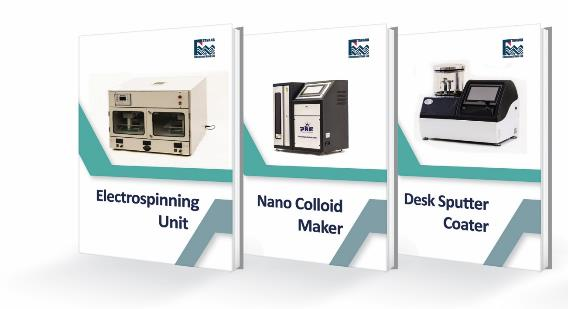 Electrospinning
Unit
Nano Colloid
Maker
Desk Sputter
Coater